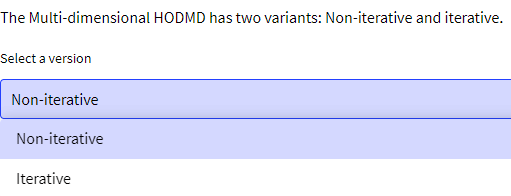 The Multi-dimensional HODMD has two variants: Non-iterative and iterative.
Select a version
Non-iterative
Non-iterative
Iterative